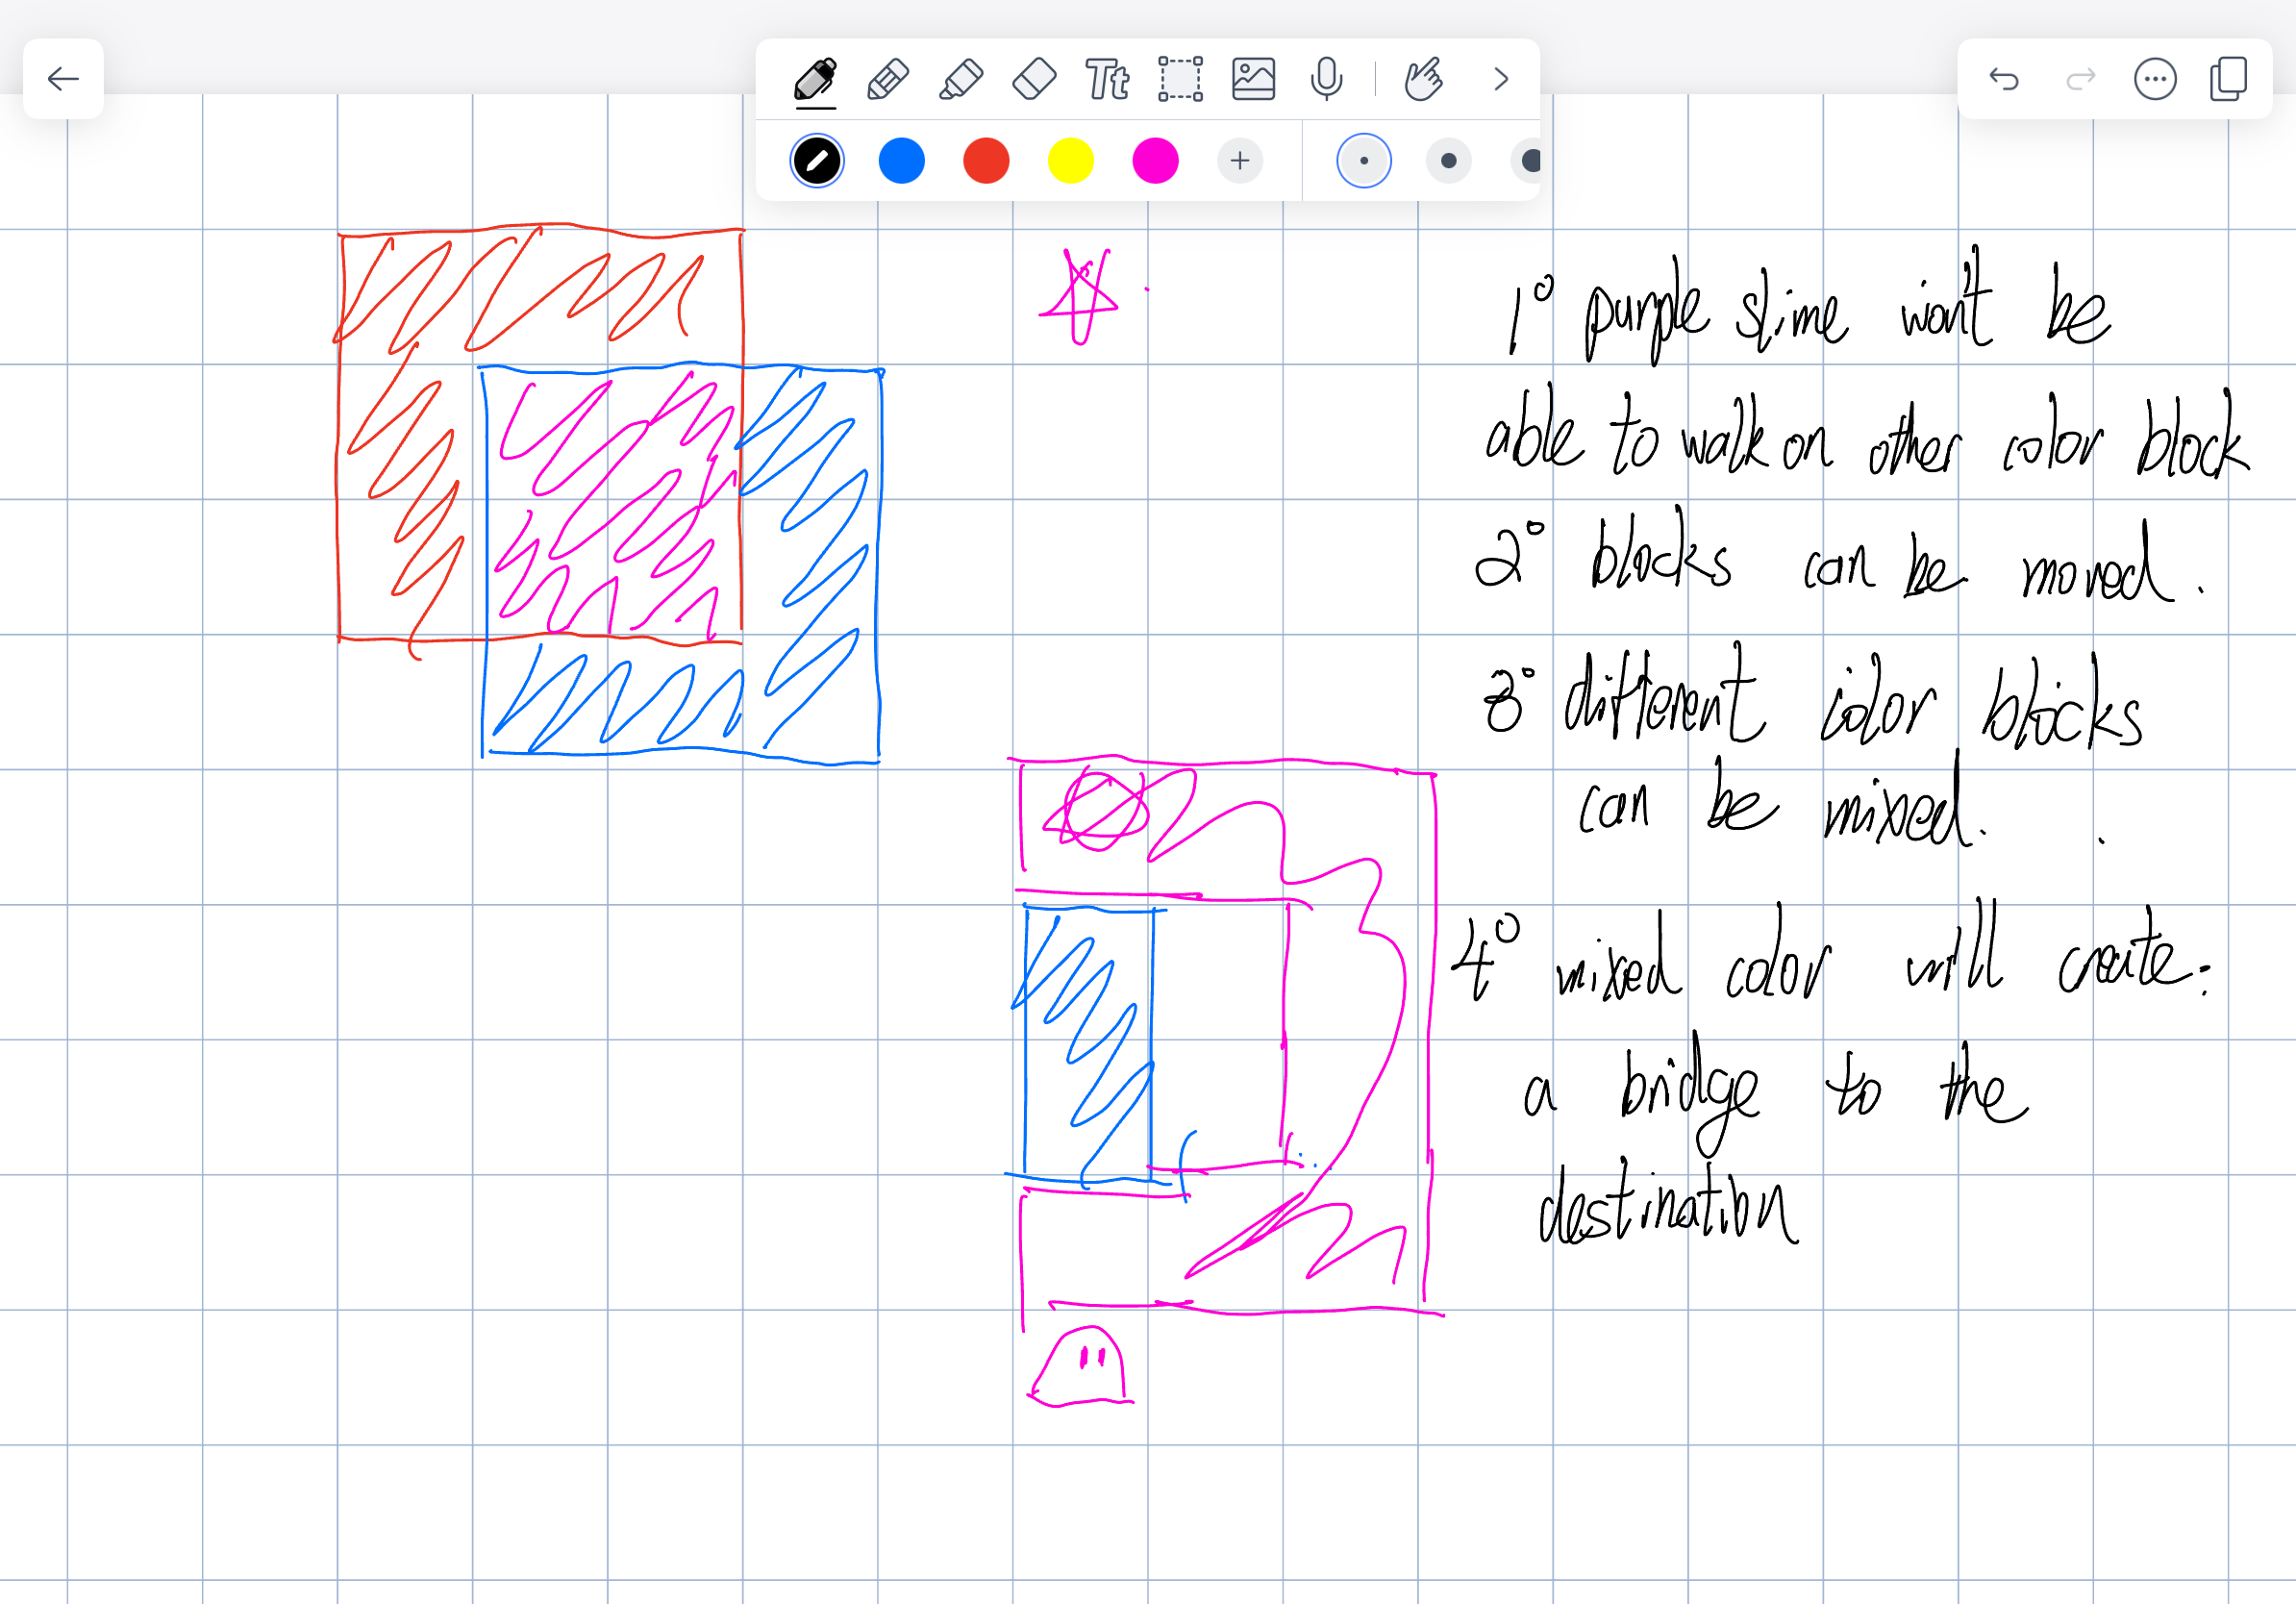 Tt
1° purple slime won't be
able to walk on other color block
2° blocks can be moved.
3° different color blocks
can be mixed.
4° mixed color will create:
a bridge to the
destination